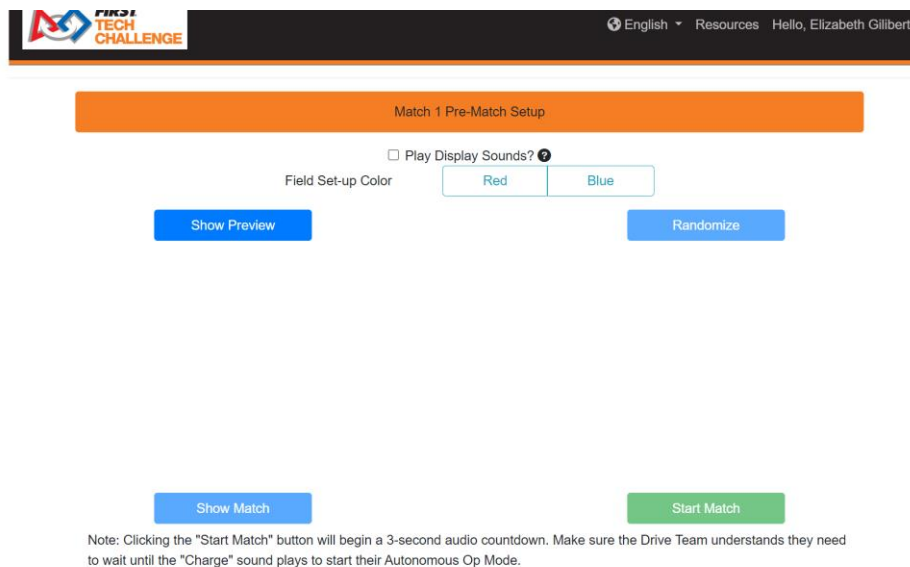 FIRST
TECH
CHALLENGE
English Resources Hello, Elizabeth Gilibert
Match 1 Pre-Match Setup
Play Display Sounds? ?
Field Set-up Color Red Blue
Show Preview Randomize
Show Match Start Match
Note: Clicking the "Start Match" button will begin a 3-second audio countdown. Make sure the Drive Team understands they need
to wait until the "Charge" sound plays to start their Autonomous Op Mode.